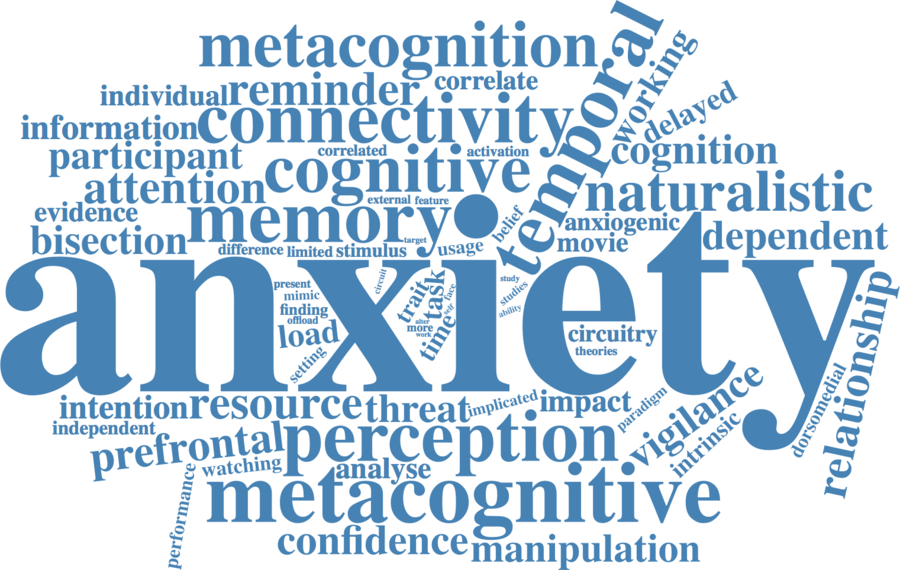 metacognition
temporal
working
individual
reminder
correlate
delayed
information
connectivity
participant
correlated
activation
cognition
attention
cognitive
external
feature
naturalistic
evidence
memory
belief
anxiogenic
bisection
difference
limited
stimulus
target
usage
movie
dependent
anxiety
present
mimic
finding
offload
load
setting
circuit
trait
task
face
self
time
alter
more
work
study
studies
ability
circuitry
theories
relationship
dorsomedial
intention
resource
threat
implicated
impact
paradigm
vigilance
intrinsic
independent
prefrontal
perception
watching
analyse
performance
metacognitive
confidence
manipulation